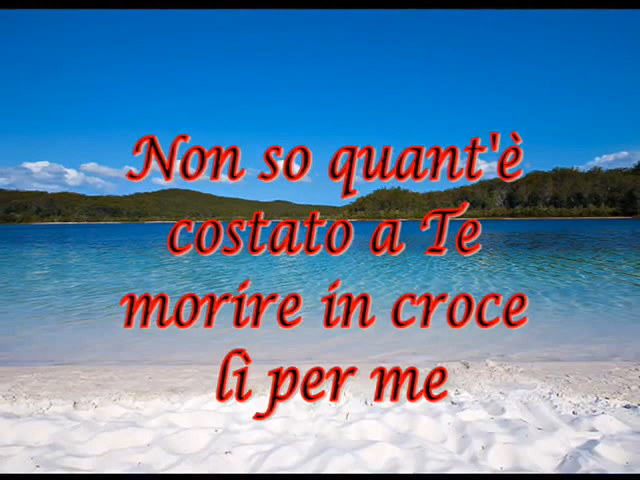 Non so quant'è
costato a Te
morire in croce
lì per me